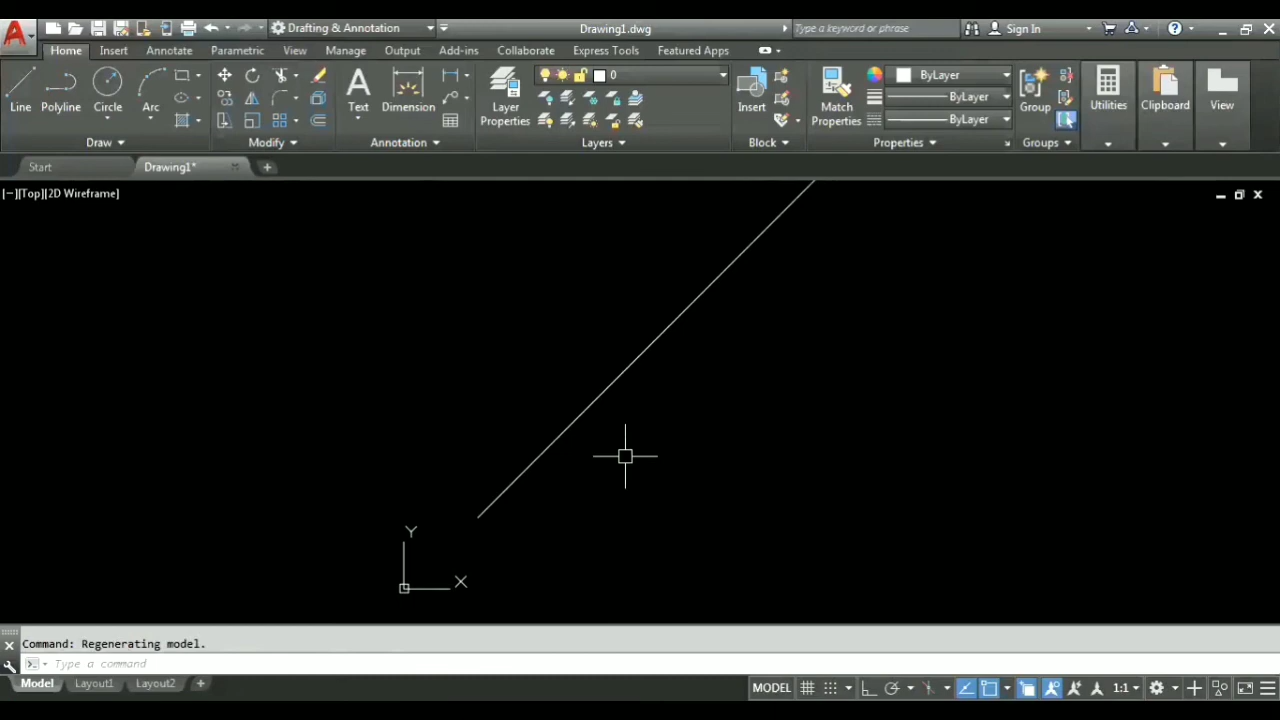 Drafting & Annotation
Drawing1.dwg
Type a keyword or phrase
Sign In
Home Insert Annotate Parametric View Manage Output Add-ins Collaborate Express Tools Featured Apps
0
ByLayer
ByLayer
ByLayer
Line Polyline Circle Arc Text Dimension Layer Properties Insert Match Properties Group Utilities Clipboard View
Draw Modify Annotation Layers Block Properties Groups
Start Drawing1*
[−][Top][2D Wireframe]
Y
X
Command: Regenerating model.
Type a command
Model Layout1 Layout2
MODEL 1:1